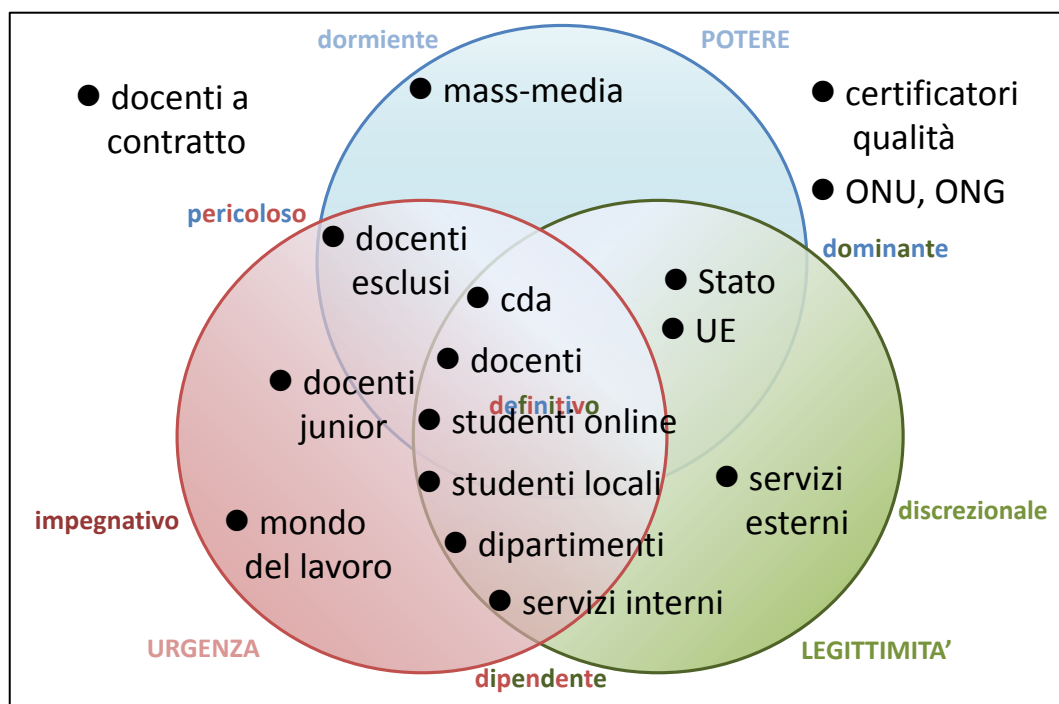 dormiente
POTERE
● docenti a
contratto
● mass-media
● certificatori
qualità
● ONU, ONG
pericoloso
dominante
● docenti
esclusi
● cda
● Stato
● UE
● docenti
definitivo
● docenti
junior
● studenti online
● studenti locali
● servizi
esterni
impegnativo
discrezionale
● mondo
del lavoro
● dipartimenti
● servizi interni
URGENZA
LEGITTIMITA’
dipendente